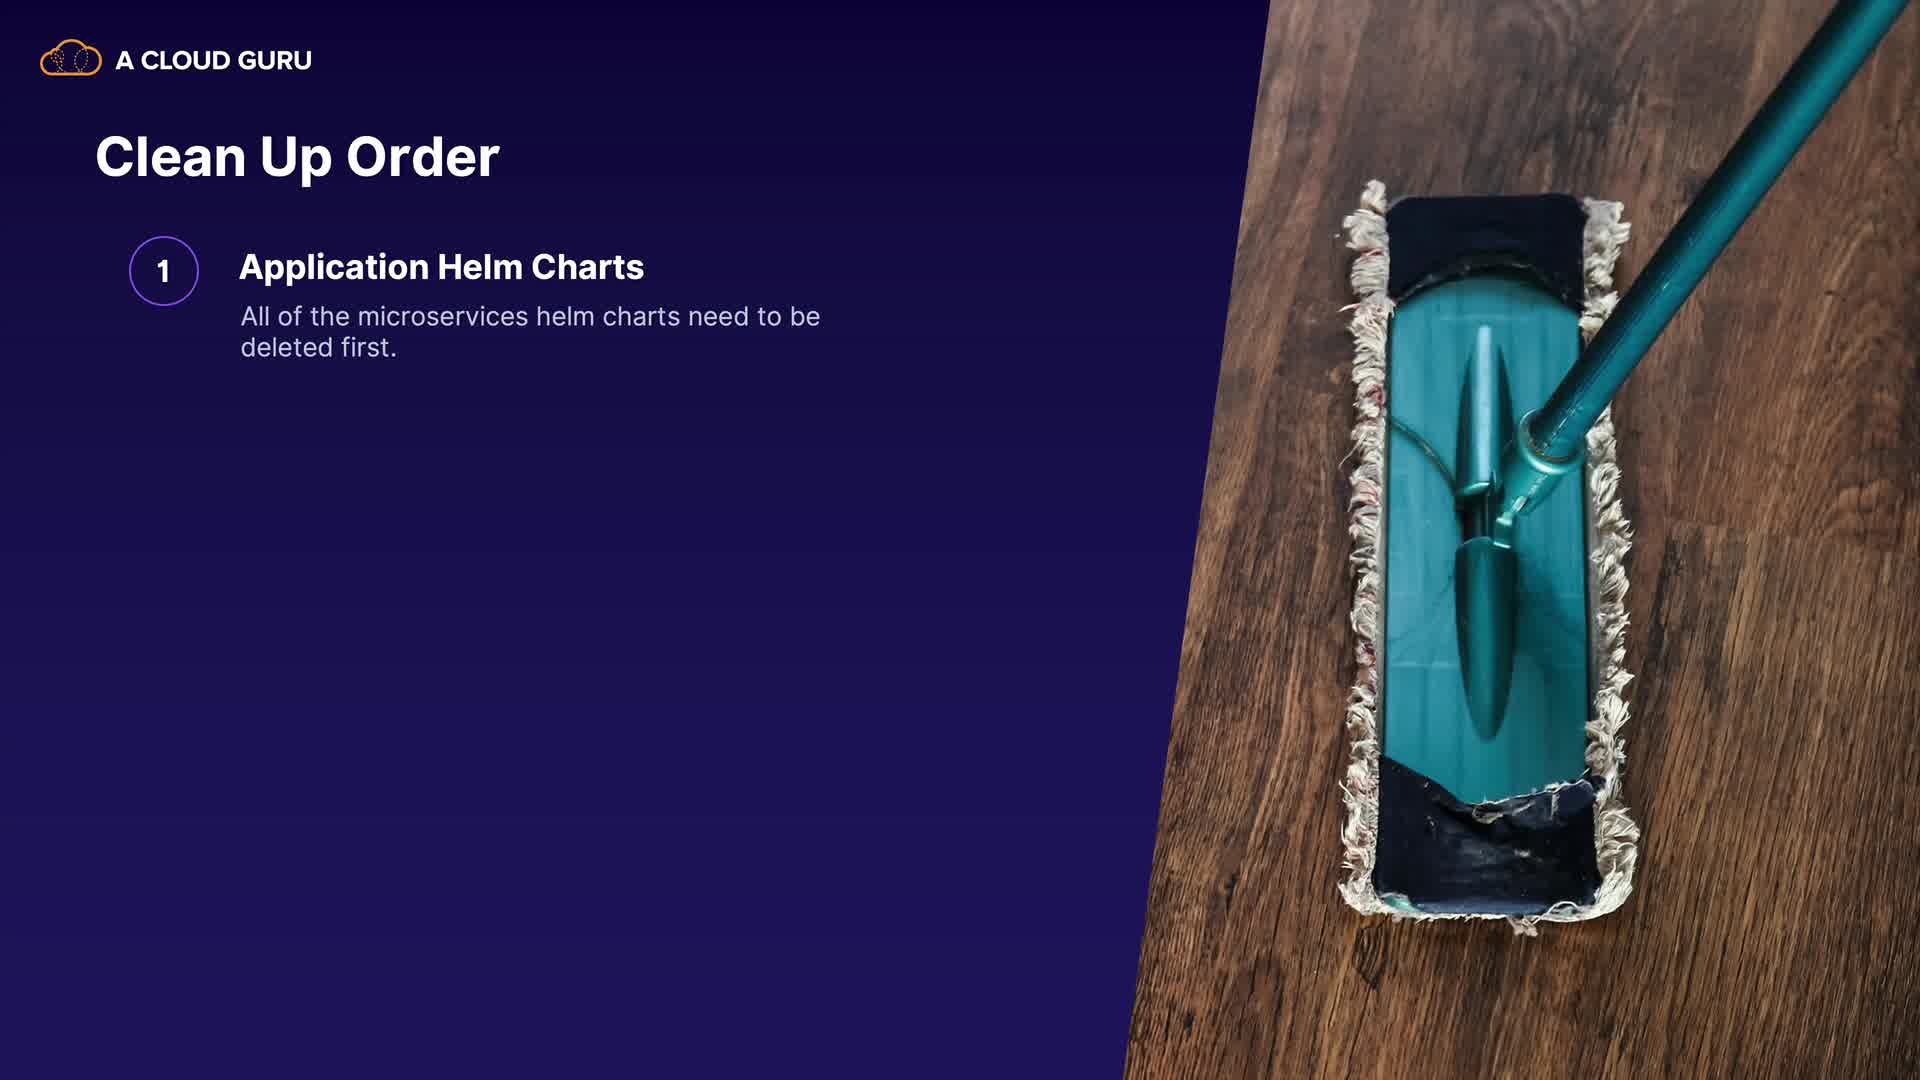 A CLOUD GURU
Clean Up Order
1
Application Helm Charts
All of the microservices helm charts need to be
deleted first.